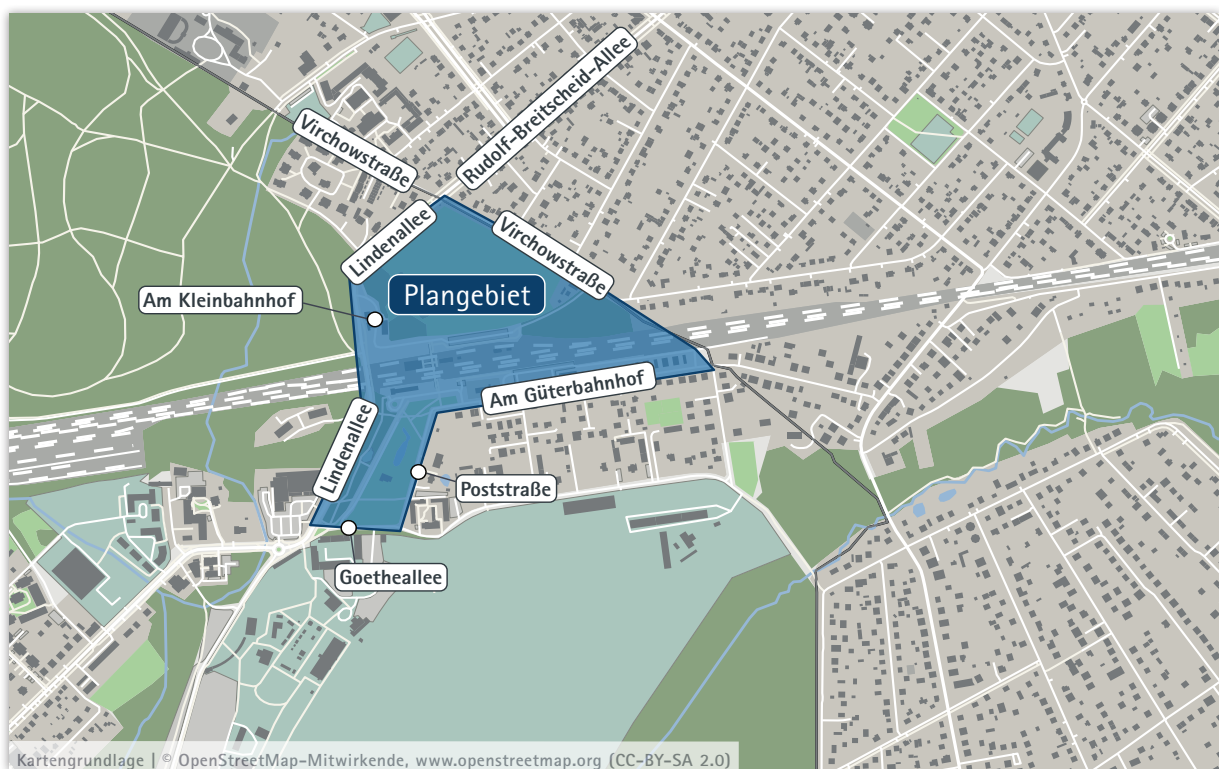 Rudolf-Breitscheid-Allee
Virchowstraße
Lindenallee
Virchowstraße
Am Kleinbahnhof
Plangebiet
Am Güterbahnhof
Lindenallee
Poststraße
Goetheallee
Kartengrundlage | © OpenStreetMap-Mitwirkende, www.openstreetmap.org (CC-BY-SA 2.0)